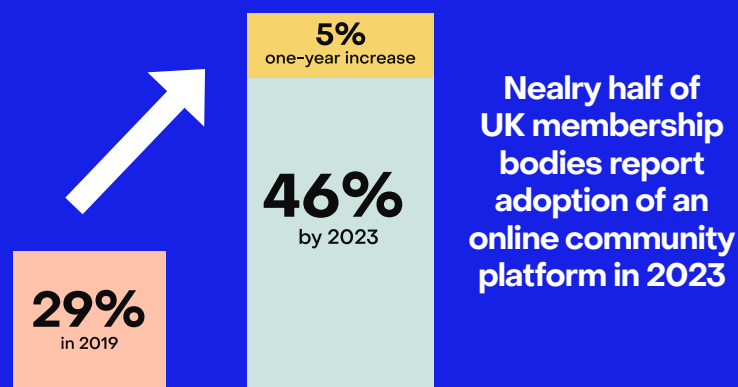 5%
one-year increase
46%
by 2023
29%
in 2019
Nealry half of
UK membership
bodies report
adoption of an
online community
platform in 2023